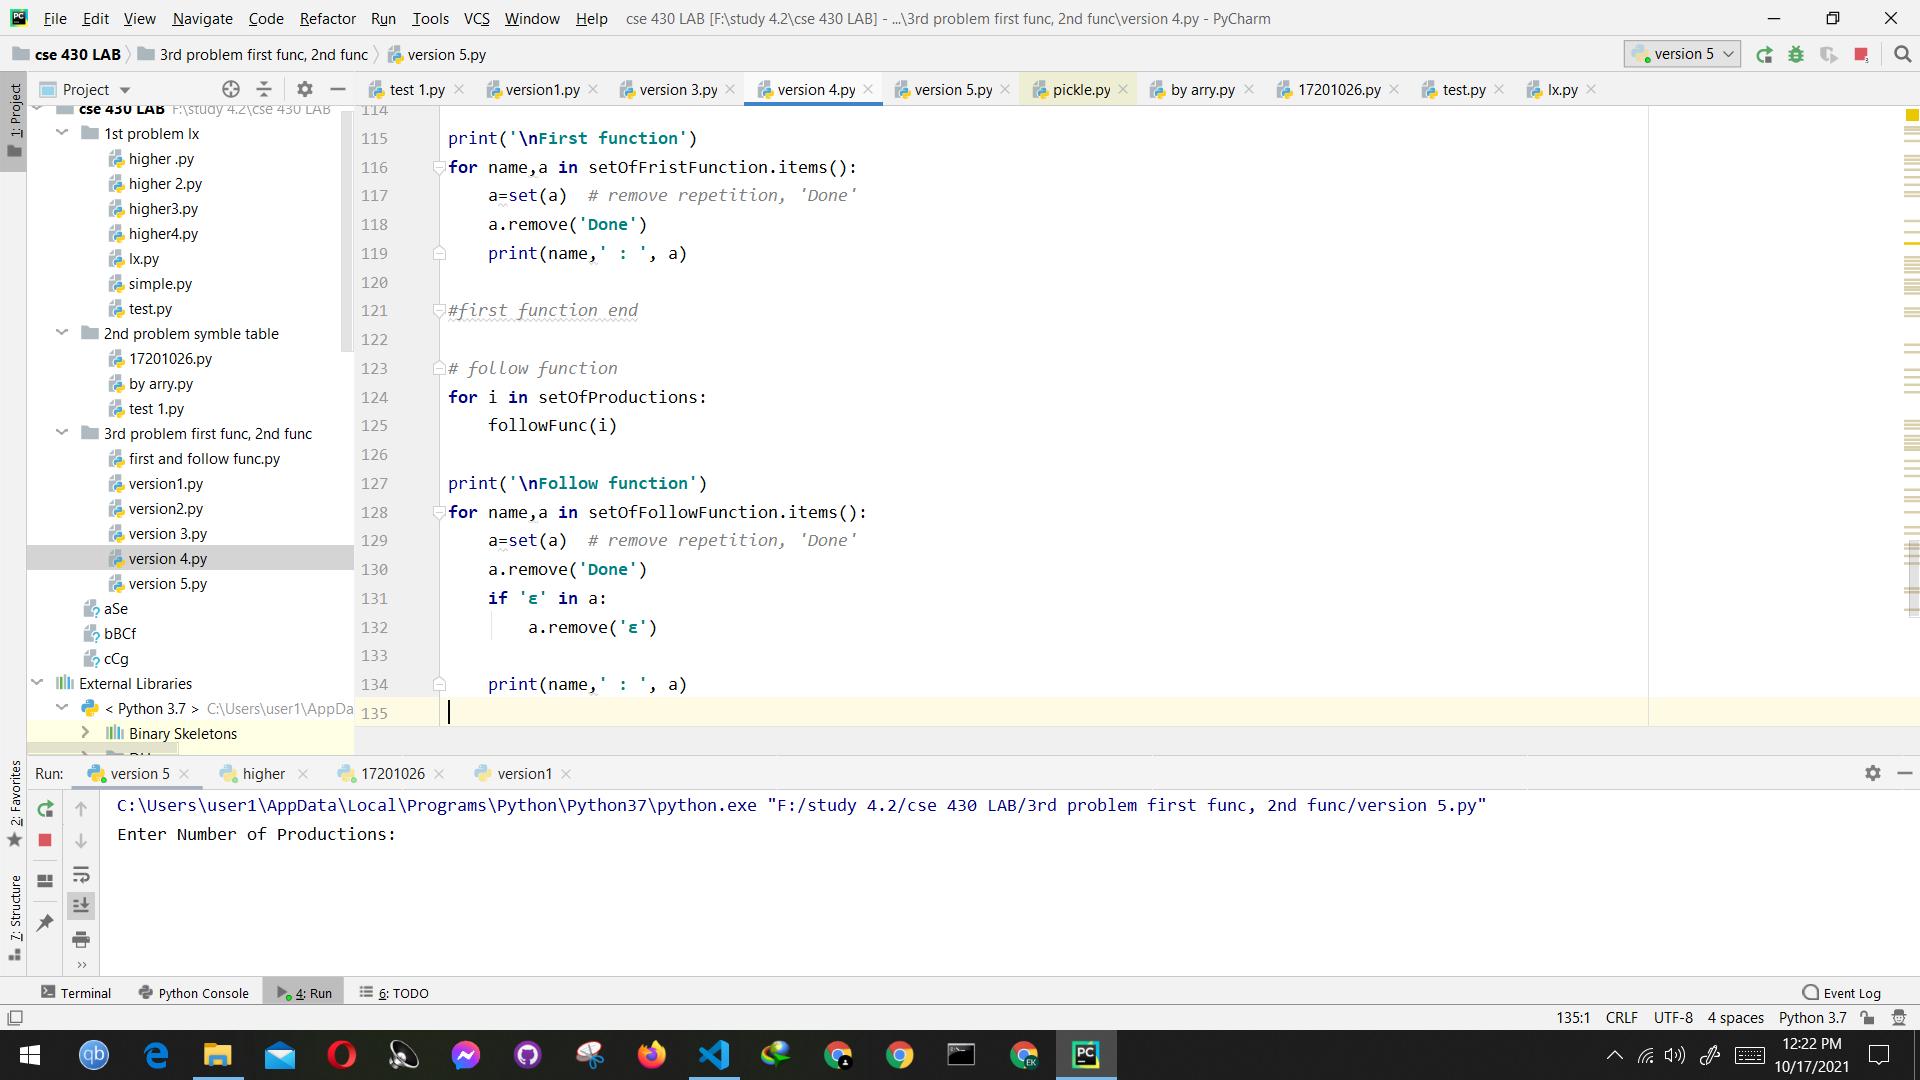 File Edit View Navigate Code Refactor Run Tools VCS Window Help cse 430 LAB [F:\study 4.2\cse 430 LAB] - ...\3rd problem first func, 2nd func\version 4.py - PyCharm
cse 430 LAB 3rd problem first func, 2nd func version 5.py version 5
1: Project
Project
test 1.py version1.py version 3.py version 4.py version 5.py pickle.py by arry.py 17201026.py test.py lx.py
cse 430 LAB F:\study 4.2\cse 430 LAB
1st problem lx
higher .py
higher 2.py
higher3.py
higher4.py
lx.py
simple.py
test.py
2nd problem symble table
17201026.py
by arry.py
test 1.py
3rd problem first func, 2nd func
first and follow func.py
version1.py
version2.py
version 3.py
version 4.py
version 5.py
aSe
bBCf
cCg
External Libraries
< Python 3.7 > C:\Users\user1\AppDa
Binary Skeletons
114
115 print('\nFirst function')
116 for name,a in setOfFristFunction.items():
117 a=set(a) # remove repetition, 'Done'
118 a.remove('Done')
119 print(name,' : ', a)
120
121 #first function end
122
123 # follow function
124 for i in setOfProductions:
125 followFunc(i)
126
127 print('\nFollow function')
128 for name,a in setOfFollowFunction.items():
129 a=set(a) # remove repetition, 'Done'
130 a.remove('Done')
131 if 'ε' in a:
132 a.remove('ε')
133
134 print(name,' : ', a)
135
2: Favorites
7: Structure
Run: version 5 higher 17201026 version1
C:\Users\user1\AppData\Local\Programs\Python\Python37\python.exe "F:/study 4.2/cse 430 LAB/3rd problem first func, 2nd func/version 5.py"
Enter Number of Productions:
Terminal Python Console 4: Run 6: TODO Event Log
135:1 CRLF UTF-8 4 spaces Python 3.7
qb
EK
PC
12:22 PM
10/17/2021